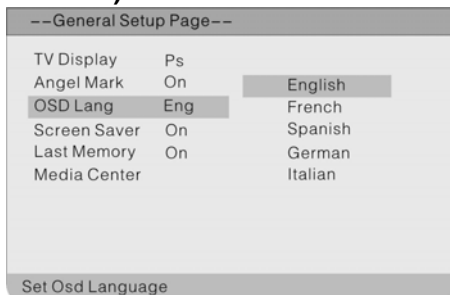 --General Setup Page--
TV Display Ps
Angel Mark On English
OSD Lang Eng French
Screen Saver On Spanish
Last Memory On German
Media Center Italian
Set Osd Language